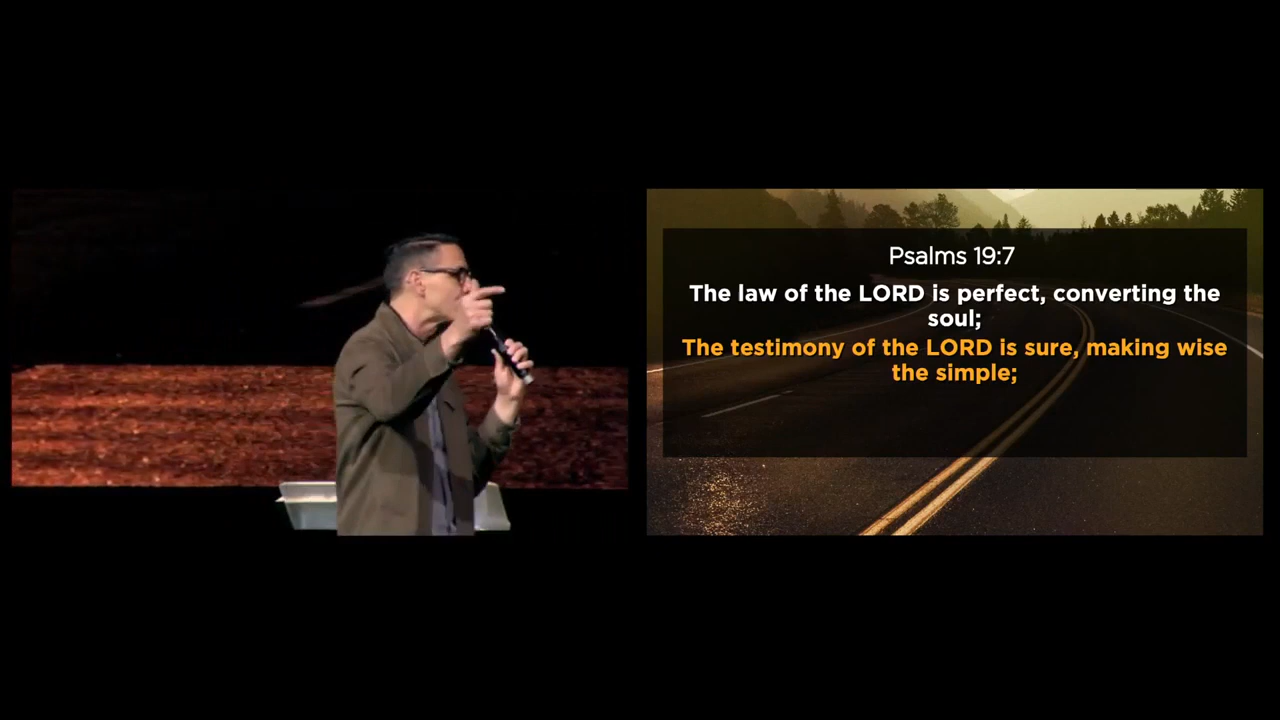 Psalms 19:7
The law of the LORD is perfect, converting the
soul;
The testimony of the LORD is sure, making wise
the simple;